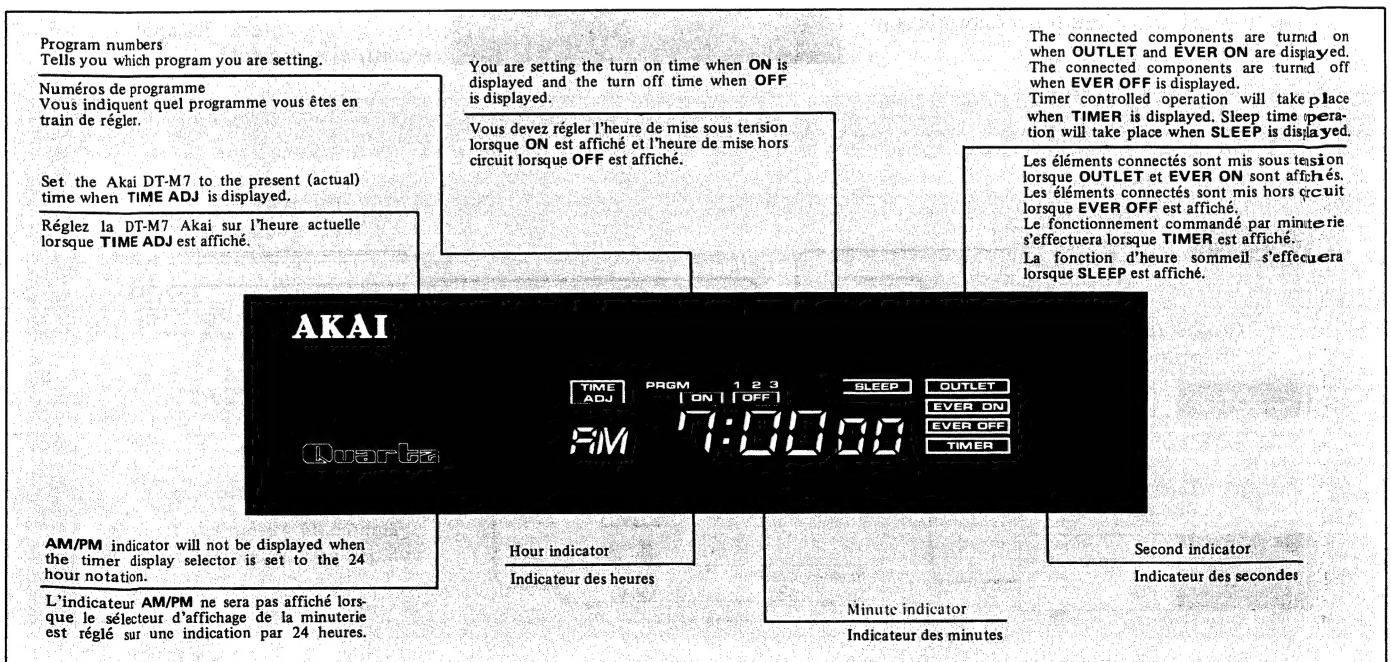 Program numbers
Tells you which program you are setting.
Numéros de programme
Vous indiquent quel programme vous êtes en
train de régler.
Set the Akai DT-M7 to the present (actual)
time when TIME ADJ is displayed.
Réglez la DT-M7 Akai sur l'heure actuelle
lorsque TIME ADJ est affiché.
You are setting the turn on time when ON is
displayed and the turn off time when OFF
is displayed.
Vous devez régler l'heure de mise sous tension
lorsque ON est affiché et l'heure de mise hors
circuit lorsque OFF est affiché.
The connected components are turned on
when OUTLET and EVER ON are displayed.
The connected components are turned off
when EVER OFF is displayed.
Timer controlled operation will take place
when TIMER is displayed. Sleep time opera-
tion will take place when SLEEP is displayed.
Les éléments connectés sont mis sous tension
lorsque OUTLET et EVER ON sont affichés.
Les éléments connectés sont mis hors circuit
lorsque EVER OFF est affiché.
Le fonctionnement commandé par minuterie
s'effectuera lorsque TIMER est affiché.
La fonction d'heure sommeil s'effectuera
lorsque SLEEP est affiché.
AKAI
TIME
ADJ
PRGM 1 2 3
ON OFF
SLEEP
OUTLET
EVER ON
EVER OFF
TIMER
AM 7:00 00
Quartz
AM/PM indicator will not be displayed when
the timer display selector is set to the 24
hour notation.
L'indicateur AM/PM ne sera pas affiché lors-
que le sélecteur d'affichage de la minuterie
est réglé sur une indication par 24 heures.
Hour indicator
Indicateur des heures
Minute indicator
Indicateur des minutes
Second indicator
Indicateur des secondes